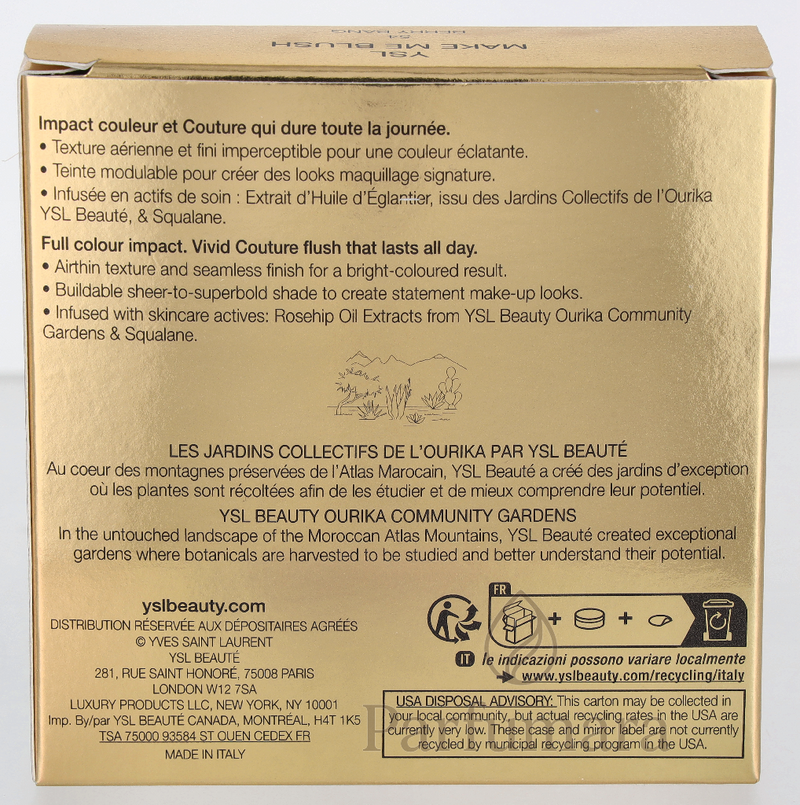 YSL
MAKE ME BLUSH
54
BERRY BANG
Impact couleur et Couture qui dure toute la journée.
• Texture aérienne et fini imperceptible pour une couleur éclatante.
• Teinte modulable pour créer des looks maquillage signature.
• Infusée en actifs de soin : Extrait d'Huile d'Églantier, issu des Jardins Collectifs de l'Ourika
YSL Beauté, & Squalane.
Full colour impact. Vivid Couture flush that lasts all day.
• Airthin texture and seamless finish for a bright-coloured result.
• Buildable sheer-to-superbold shade to create statement make-up looks.
• Infused with skincare actives: Rosehip Oil Extracts from YSL Beauty Ourika Community
Gardens & Squalane.
LES JARDINS COLLECTIFS DE L'OURIKA PAR YSL BEAUTÉ
Au coeur des montagnes préservées de l'Atlas Marocain, YSL Beauté a créé des jardins d'exception
où les plantes sont récoltées afin de les étudier et de mieux comprendre leur potentiel.
YSL BEAUTY OURIKA COMMUNITY GARDENS
In the untouched landscape of the Moroccan Atlas Mountains, YSL Beauté created exceptional
gardens where botanicals are harvested to be studied and better understand their potential.
yslbeauty.com
DISTRIBUTION RÉSERVÉE AUX DÉPOSITAIRES AGRÉÉS
© YVES SAINT LAURENT
YSL BEAUTÉ
281, RUE SAINT HONORÉ, 75008 PARIS
LONDON W12 7SA
LUXURY PRODUCTS LLC, NEW YORK, NY 10001
Imp. By/par YSL BEAUTÉ CANADA, MONTRÉAL, H4T 1K5
TSA 75000 93584 ST OUEN CEDEX FR
MADE IN ITALY
FR
+ +
IT le indicazioni possono variare localmente
www.yslbeauty.com/recycling/italy
USA DISPOSAL ADVISORY: This carton may be collected in
your local community, but actual recycling rates in the USA are
currently very low. These case and mirror label are not currently
recycled by municipal recycling program in the USA.
Parfumara